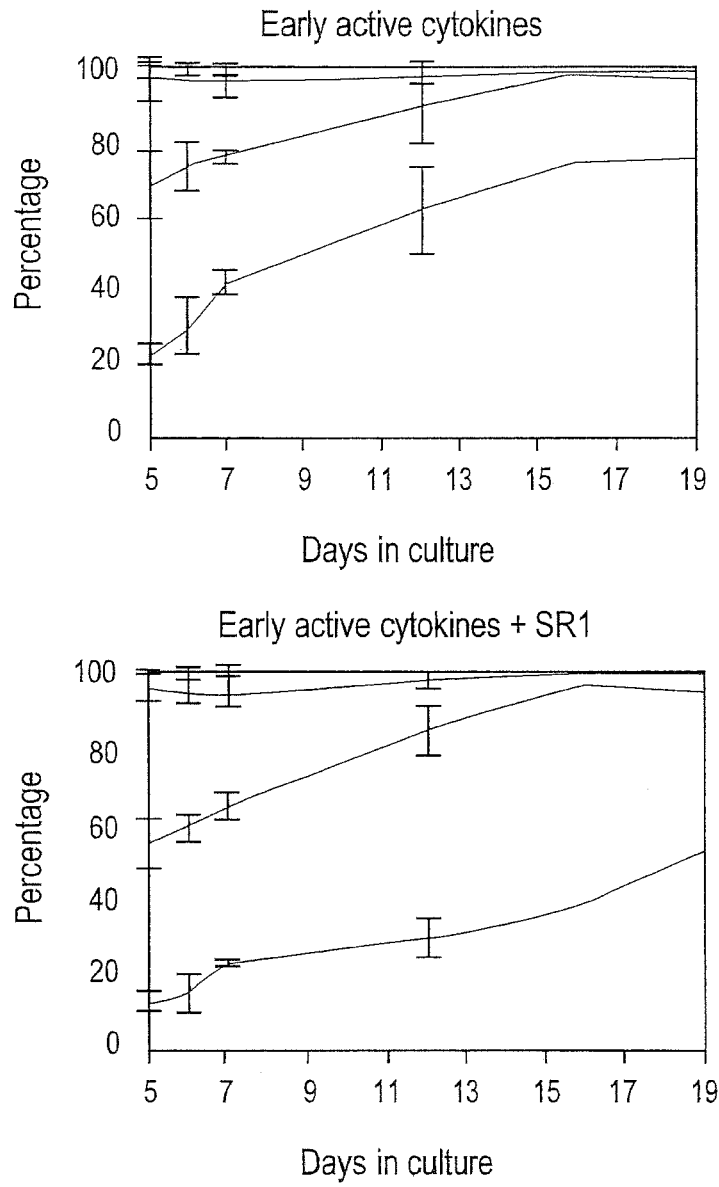 Early active cytokines
Percentage
100
80
60
40
20
0
5 7 9 11 13 15 17 19
Days in culture
Early active cytokines + SR1
Percentage
100
80
60
40
20
0
5 7 9 11 13 15 17 19
Days in culture